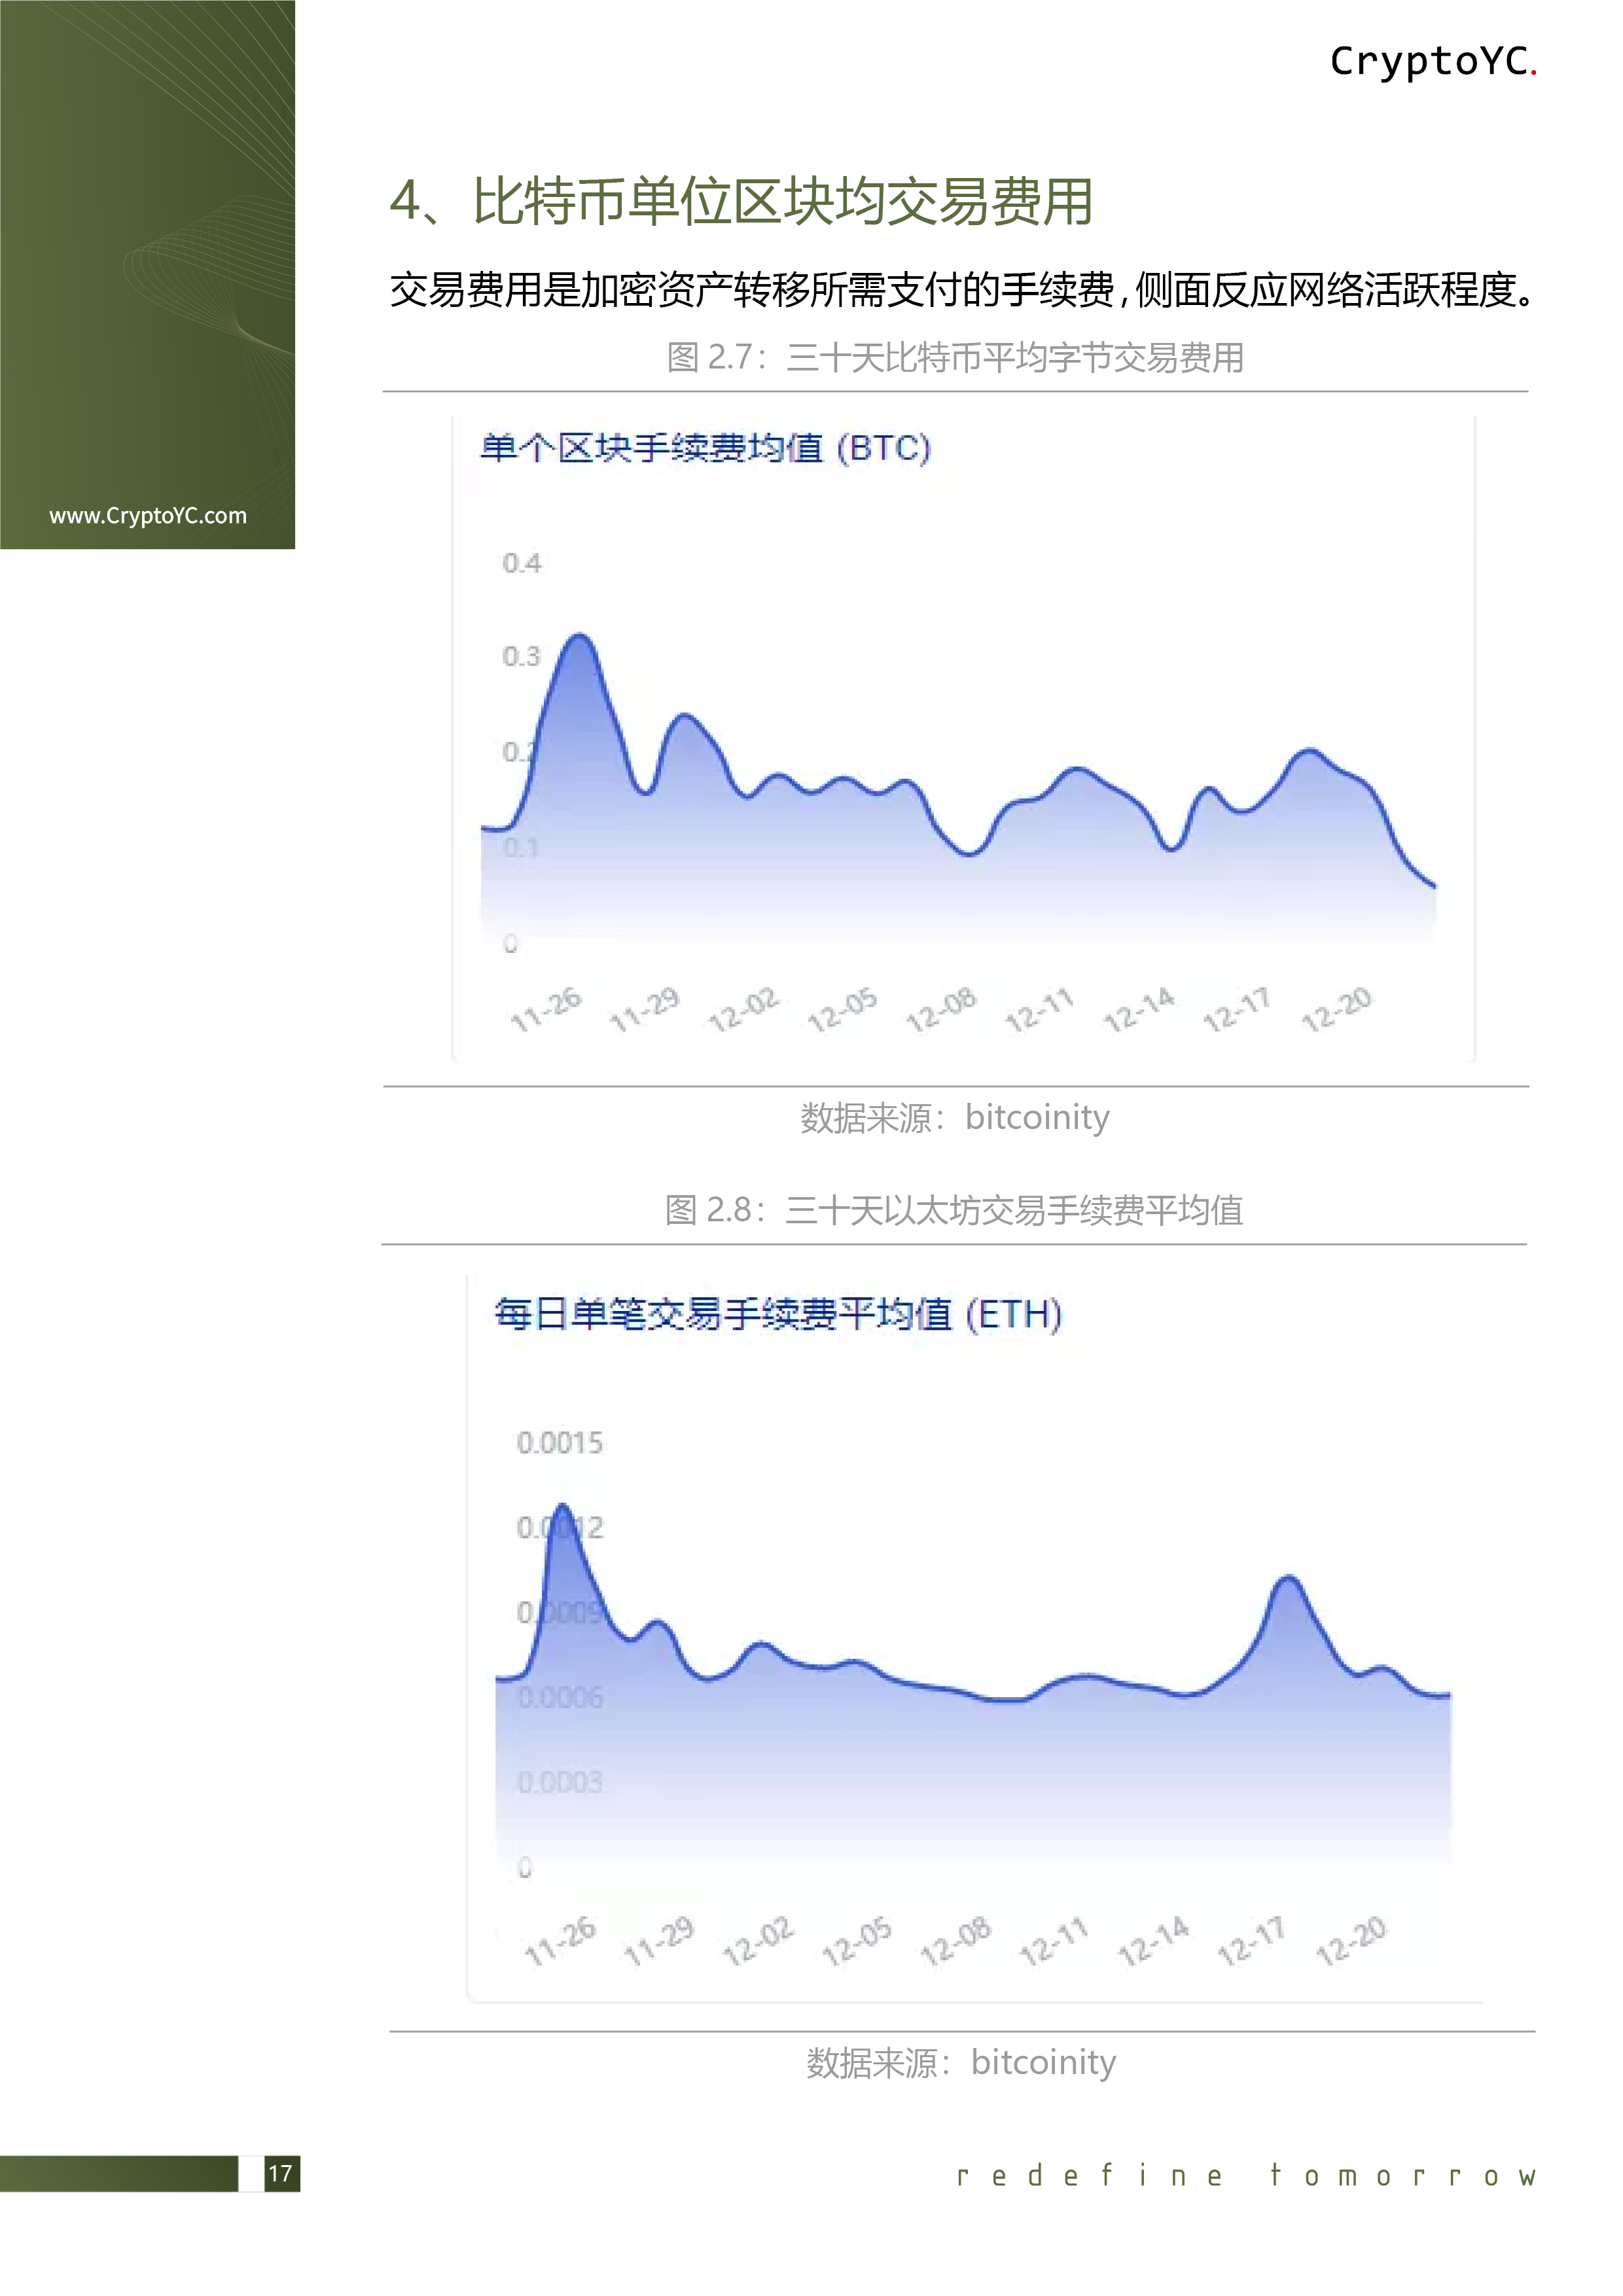 CryptoYC.
www.CryptoYC.com
4、比特币单位区块均交易费用
交易费用是加密资产转移所需支付的手续费,侧面反应网络活跃程度。
图 2.7：三十天比特币平均字节交易费用
单个区块手续费均值 (BTC)
0.4
0.3
0.2
0.1
0
11-26 11-29 12-02 12-05 12-08 12-11 12-14 12-17 12-20
数据来源：bitcoinity
图 2.8：三十天以太坊交易手续费平均值
每日单笔交易手续费平均值 (ETH)
0.0015
0.0012
0.0009
0.0006
0.0003
0
11-26 11-29 12-02 12-05 12-08 12-11 12-14 12-17 12-20
数据来源：bitcoinity
17
redefine tomorrow